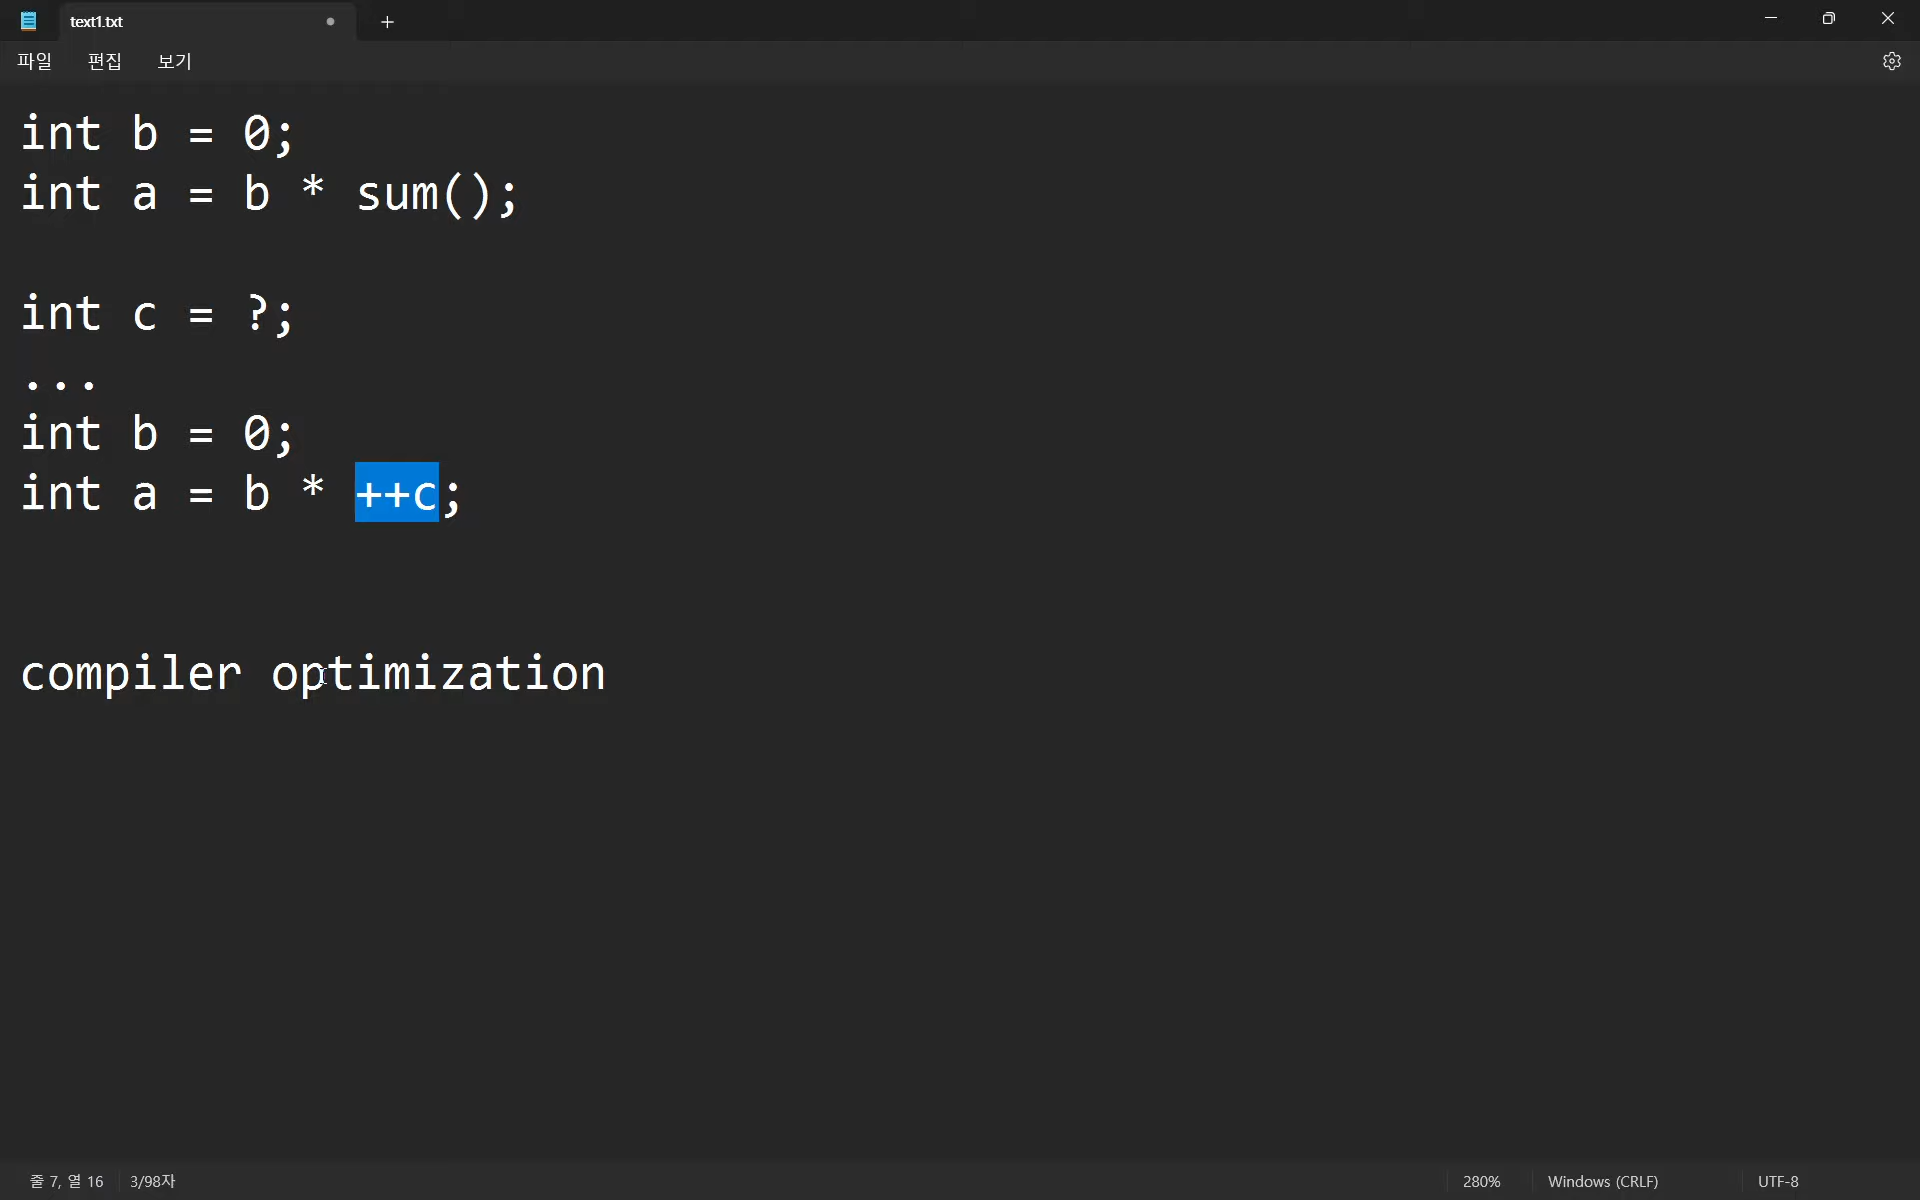 text1.txt
파일 편집 보기
int b = 0;
int a = b * sum();
int c = ?;
...
int b = 0;
int a = b * ++c;
compiler optimization
줄 7, 열 16 3/98자 280% Windows (CRLF) UTF-8